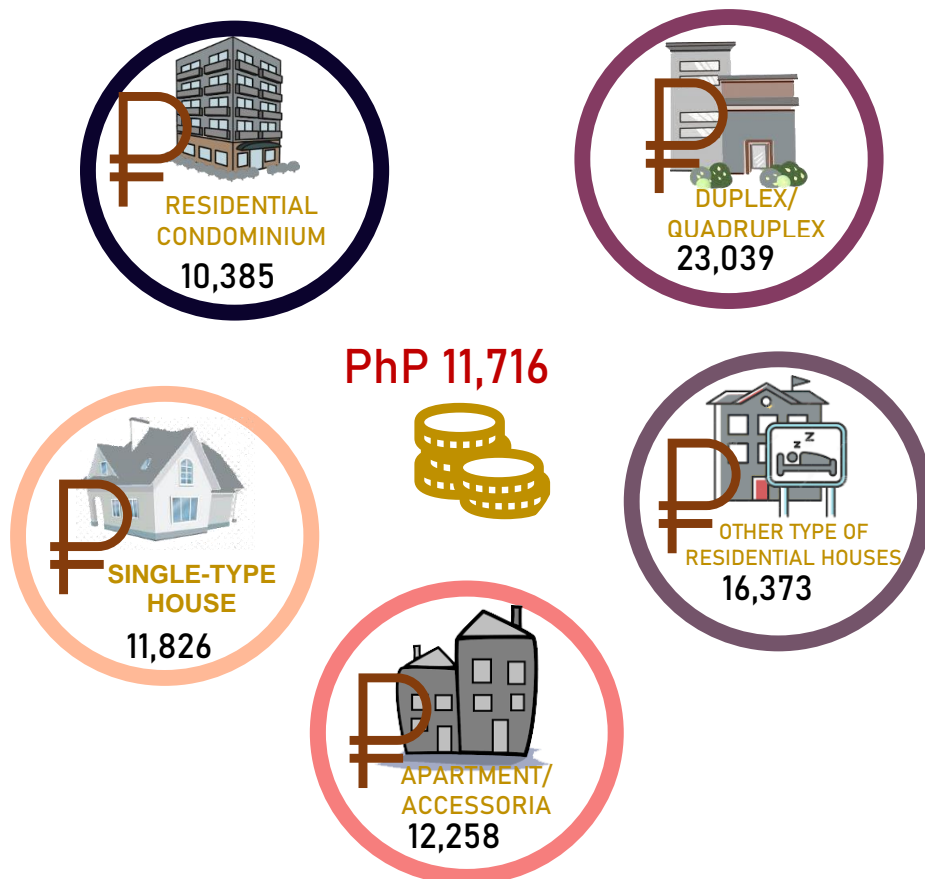 RESIDENTIAL
CONDOMINIUM
10,385
DUPLEX/
QUADRUPLEX
23,039
PhP 11,716
SINGLE-TYPE
HOUSE
11,826
z z
OTHER TYPE OF
RESIDENTIAL HOUSES
16,373
APARTMENT/
ACCESSORIA
12,258